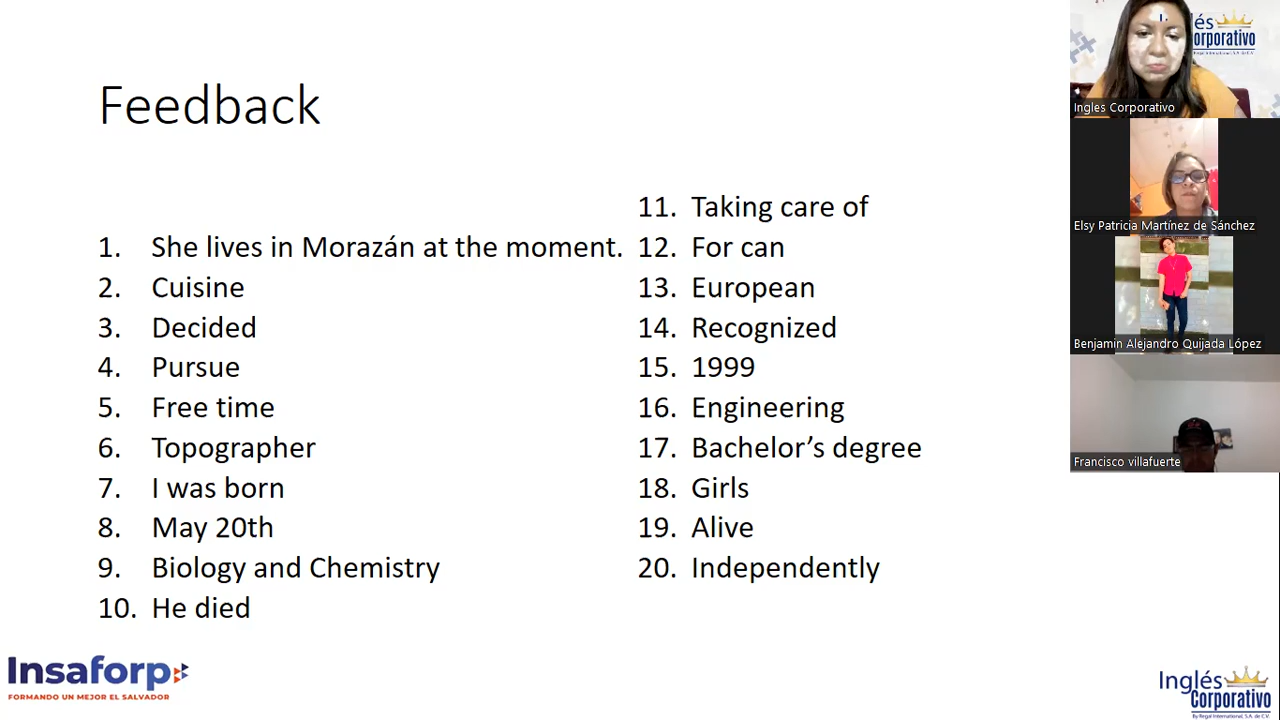 Feedback
1. She lives in Morazán at the moment.
2. Cuisine
3. Decided
4. Pursue
5. Free time
6. Topographer
7. I was born
8. May 20th
9. Biology and Chemistry
10. He died
11. Taking care of
12. For can
13. European
14. Recognized
15. 1999
16. Engineering
17. Bachelor’s degree
18. Girls
19. Alive
20. Independently
Insaforp
FORMANDO UN MEJOR EL SALVADOR
Inglés
Corporativo
By Regal International, S.A. de C.V.
és
orporativo
Ingles Corporativo
Elsy Patricia Martínez de Sánchez
Benjamin Alejandro Quijada López
Francisco villafuerte